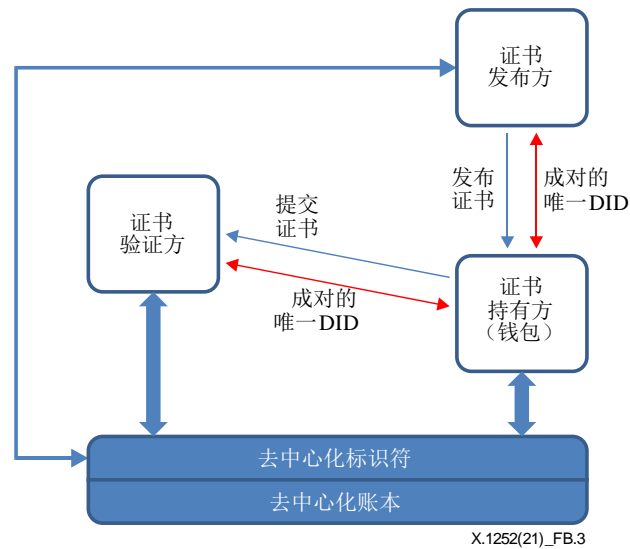 证书
发布方
发布
证书
成对的
唯一DID
提交
证书
证书
验证方
成对的
唯一DID
证书
持有方
（钱包）
去中心化标识符
去中心化账本
X.1252(21)_FB.3